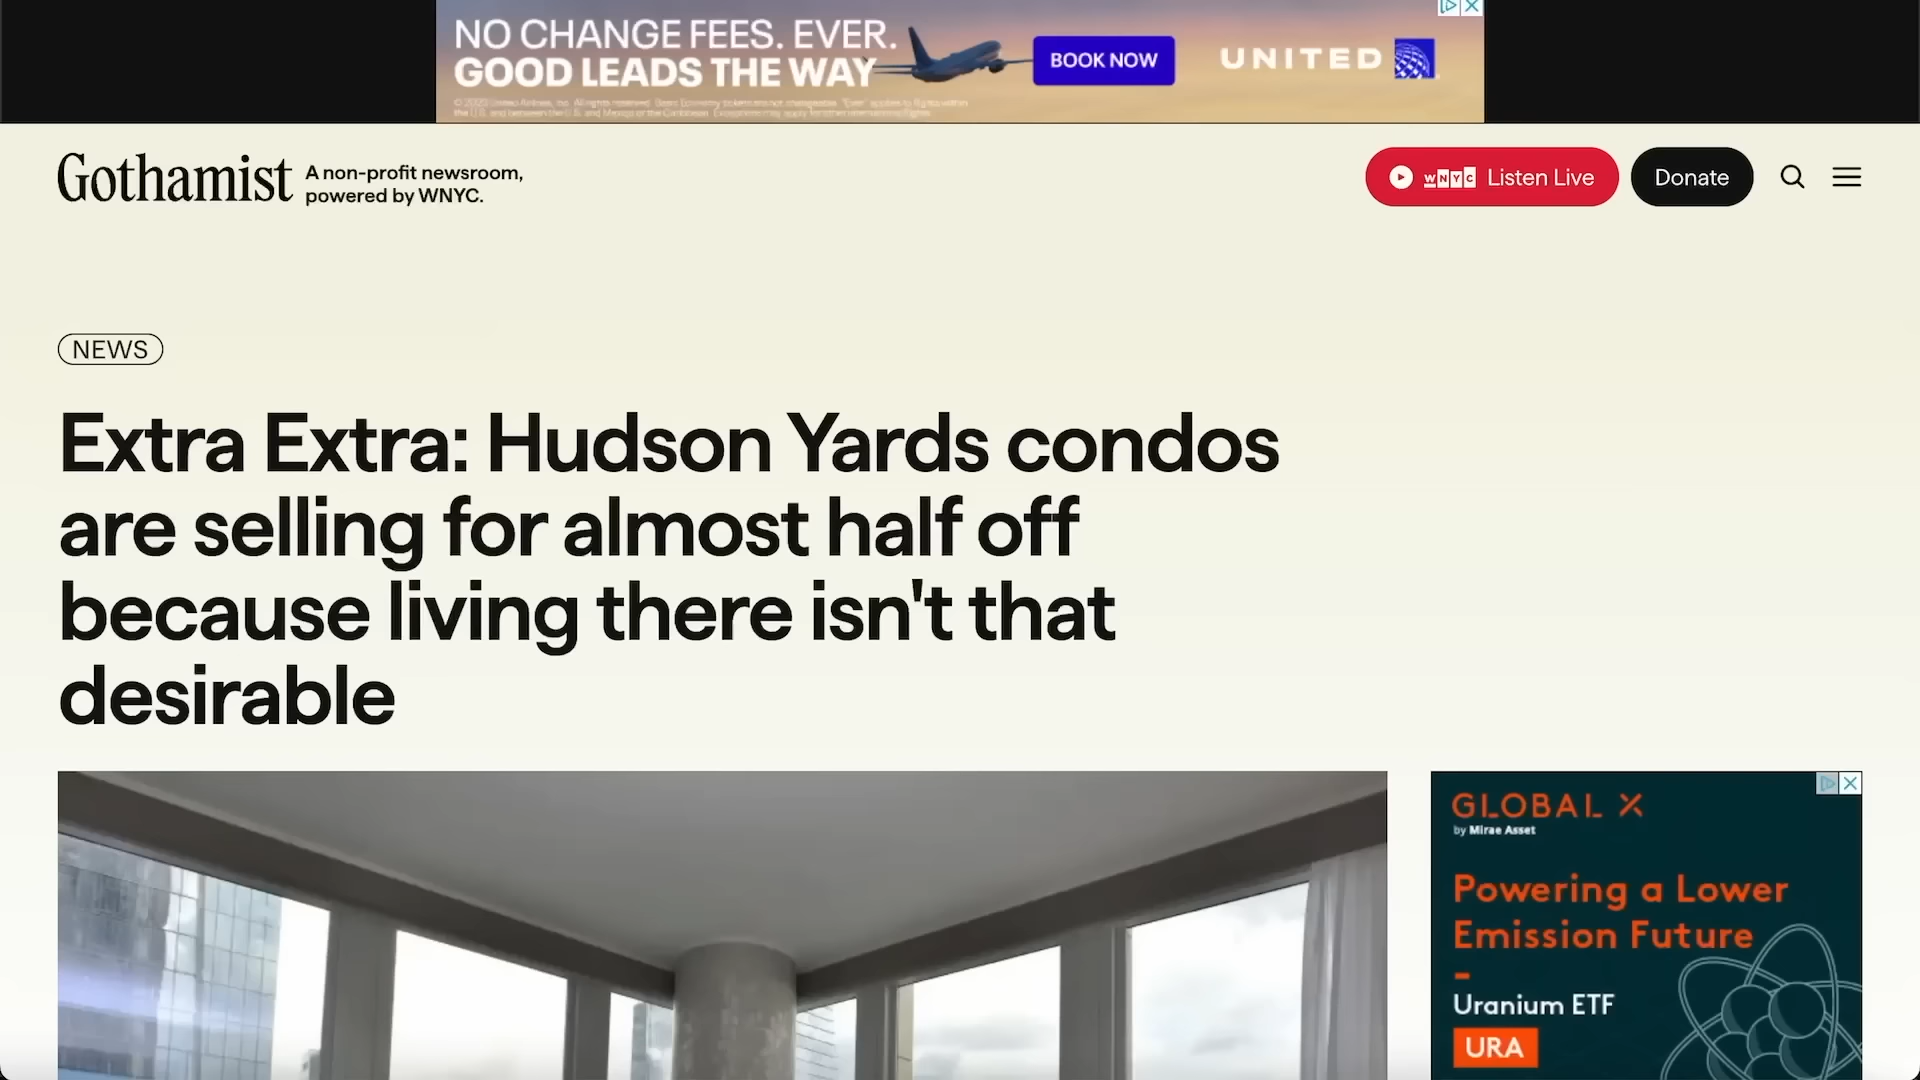 NO CHANGE FEES. EVER.
GOOD LEADS THE WAY
BOOK NOW
UNITED
Gothamist
A non-profit newsroom,
powered by WNYC.
WNYC Listen Live
Donate
NEWS
Extra Extra: Hudson Yards condos
are selling for almost half off
because living there isn't that
desirable
GLOBAL X
by Mirae Asset
Powering a Lower
Emission Future
Uranium ETF
URA